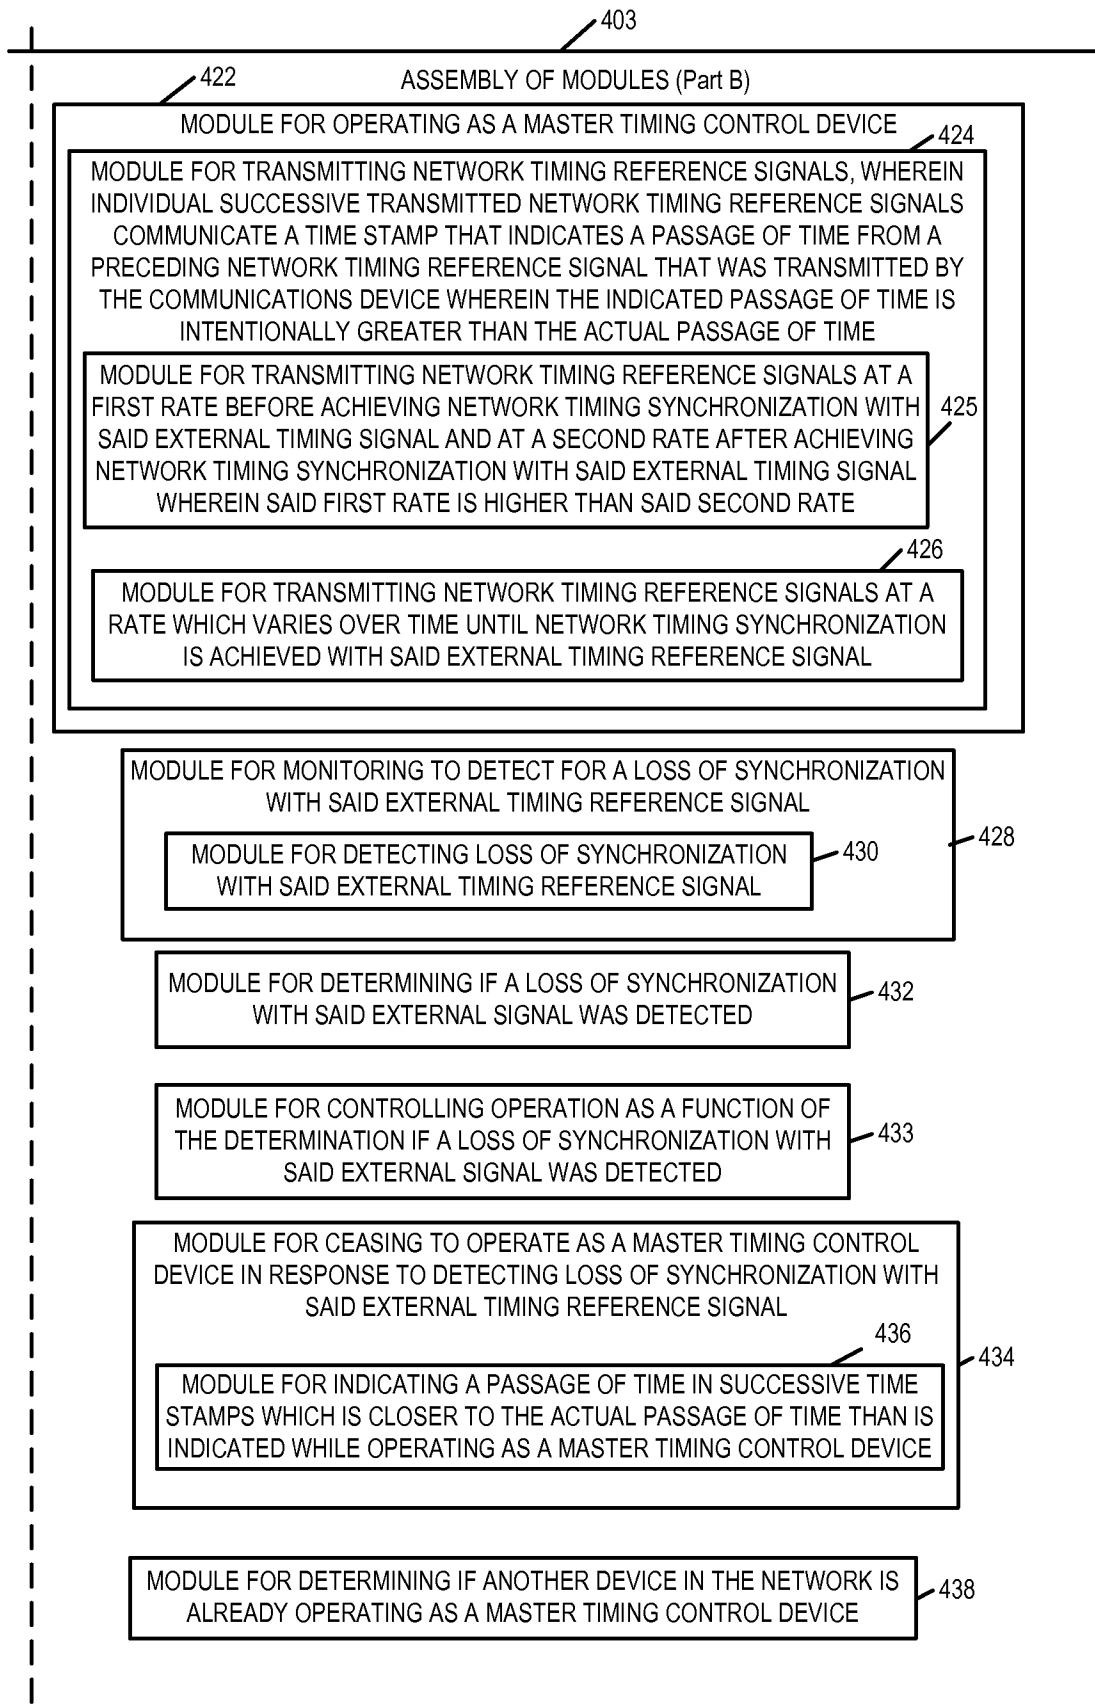 403
422
ASSEMBLY OF MODULES (Part B)
MODULE FOR OPERATING AS A MASTER TIMING CONTROL DEVICE
424
MODULE FOR TRANSMITTING NETWORK TIMING REFERENCE SIGNALS, WHEREIN
INDIVIDUAL SUCCESSIVE TRANSMITTED NETWORK TIMING REFERENCE SIGNALS
COMMUNICATE A TIME STAMP THAT INDICATES A PASSAGE OF TIME FROM A
PRECEDING NETWORK TIMING REFERENCE SIGNAL THAT WAS TRANSMITTED BY
THE COMMUNICATIONS DEVICE WHEREIN THE INDICATED PASSAGE OF TIME IS
INTENTIONALLY GREATER THAN THE ACTUAL PASSAGE OF TIME
MODULE FOR TRANSMITTING NETWORK TIMING REFERENCE SIGNALS AT A
FIRST RATE BEFORE ACHIEVING NETWORK TIMING SYNCHRONIZATION WITH
SAID EXTERNAL TIMING SIGNAL AND AT A SECOND RATE AFTER ACHIEVING
NETWORK TIMING SYNCHRONIZATION WITH SAID EXTERNAL TIMING SIGNAL
WHEREIN SAID FIRST RATE IS HIGHER THAN SAID SECOND RATE
425
426
MODULE FOR TRANSMITTING NETWORK TIMING REFERENCE SIGNALS AT A
RATE WHICH VARIES OVER TIME UNTIL NETWORK TIMING SYNCHRONIZATION
IS ACHIEVED WITH SAID EXTERNAL TIMING REFERENCE SIGNAL
MODULE FOR MONITORING TO DETECT FOR A LOSS OF SYNCHRONIZATION
WITH SAID EXTERNAL TIMING REFERENCE SIGNAL
428
MODULE FOR DETECTING LOSS OF SYNCHRONIZATION
WITH SAID EXTERNAL TIMING REFERENCE SIGNAL
430
MODULE FOR DETERMINING IF A LOSS OF SYNCHRONIZATION
WITH SAID EXTERNAL SIGNAL WAS DETECTED
432
MODULE FOR CONTROLLING OPERATION AS A FUNCTION OF
THE DETERMINATION IF A LOSS OF SYNCHRONIZATION WITH
SAID EXTERNAL SIGNAL WAS DETECTED
433
MODULE FOR CEASING TO OPERATE AS A MASTER TIMING CONTROL
DEVICE IN RESPONSE TO DETECTING LOSS OF SYNCHRONIZATION WITH
SAID EXTERNAL TIMING REFERENCE SIGNAL
436
434
MODULE FOR INDICATING A PASSAGE OF TIME IN SUCCESSIVE TIME
STAMPS WHICH IS CLOSER TO THE ACTUAL PASSAGE OF TIME THAN IS
INDICATED WHILE OPERATING AS A MASTER TIMING CONTROL DEVICE
MODULE FOR DETERMINING IF ANOTHER DEVICE IN THE NETWORK IS
ALREADY OPERATING AS A MASTER TIMING CONTROL DEVICE
438